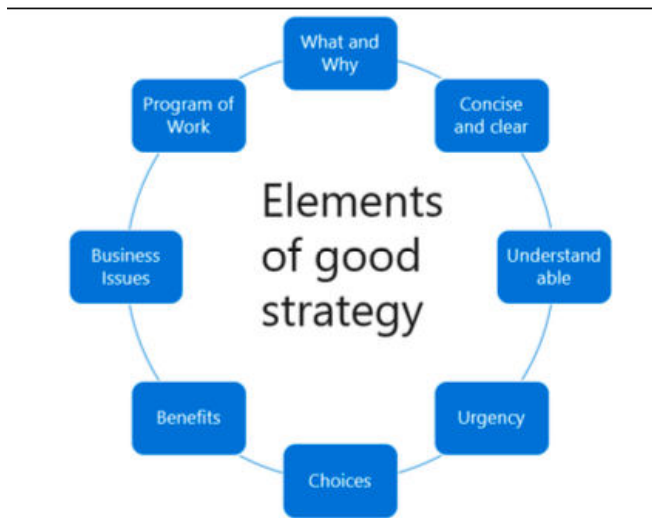 What and
Why
Concise
and clear
Understand
able
Urgency
Choices
Benefits
Business
Issues
Program of
Work
Elements
of good
strategy